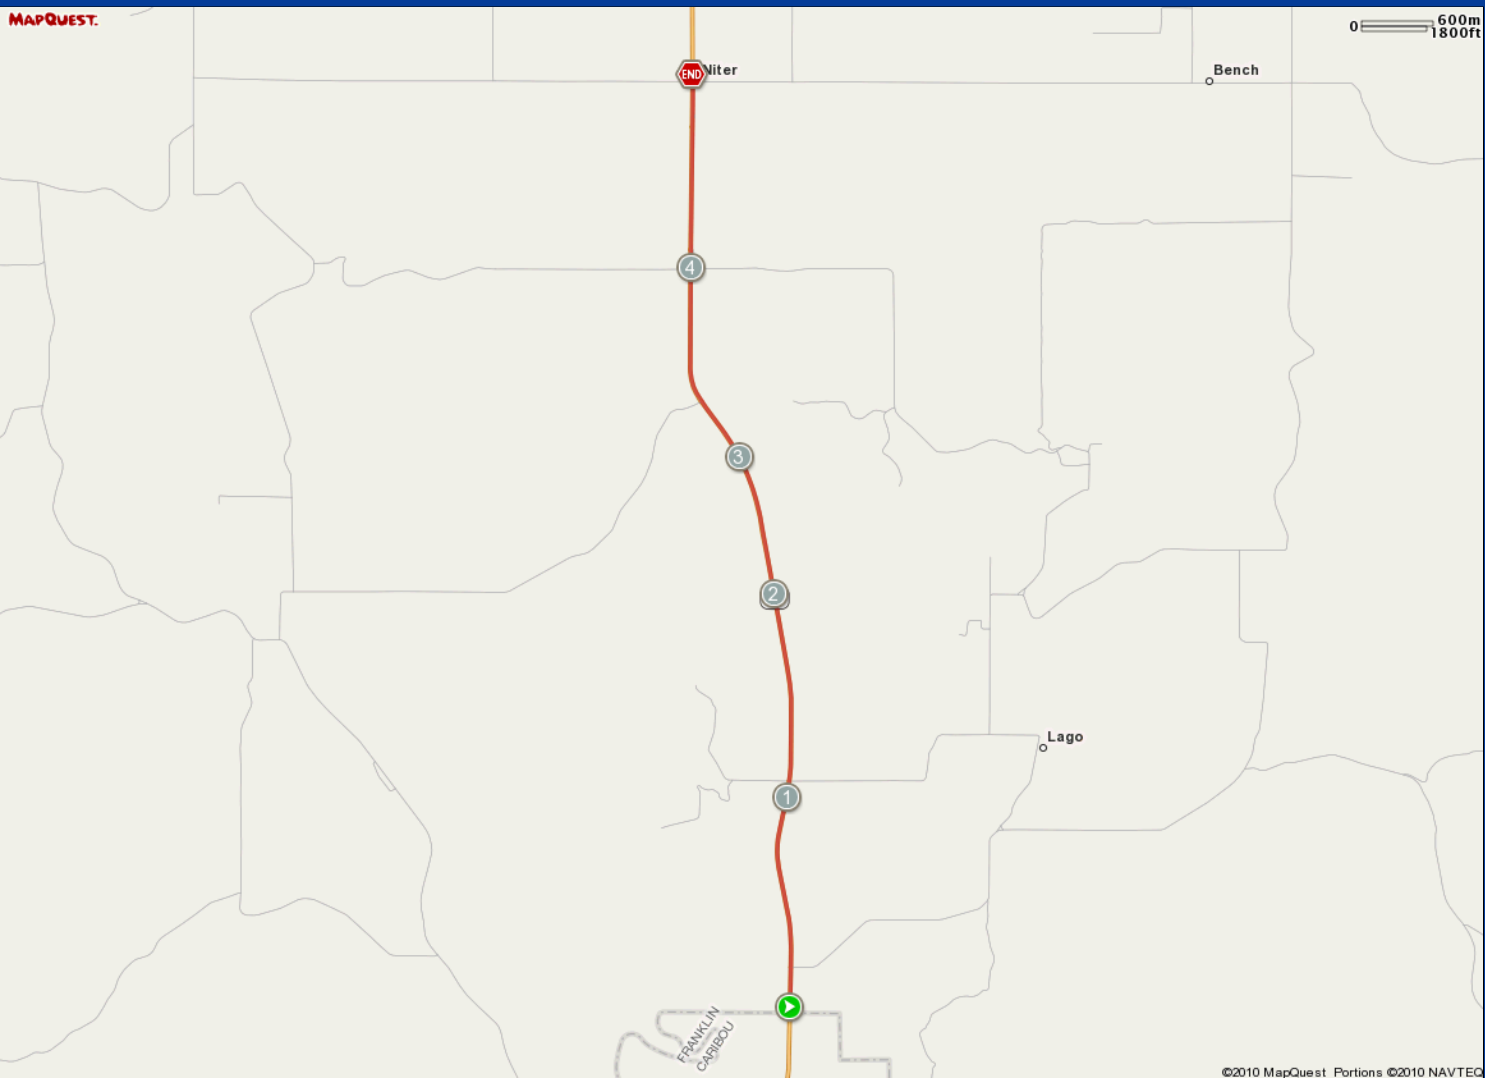 MAPQUEST.
0 600m
1800ft
END Niter
Bench
4
3
2
Lago
1
FRANKLIN
CARIBOU
©2010 MapQuest Portions ©2010 NAVTEQ